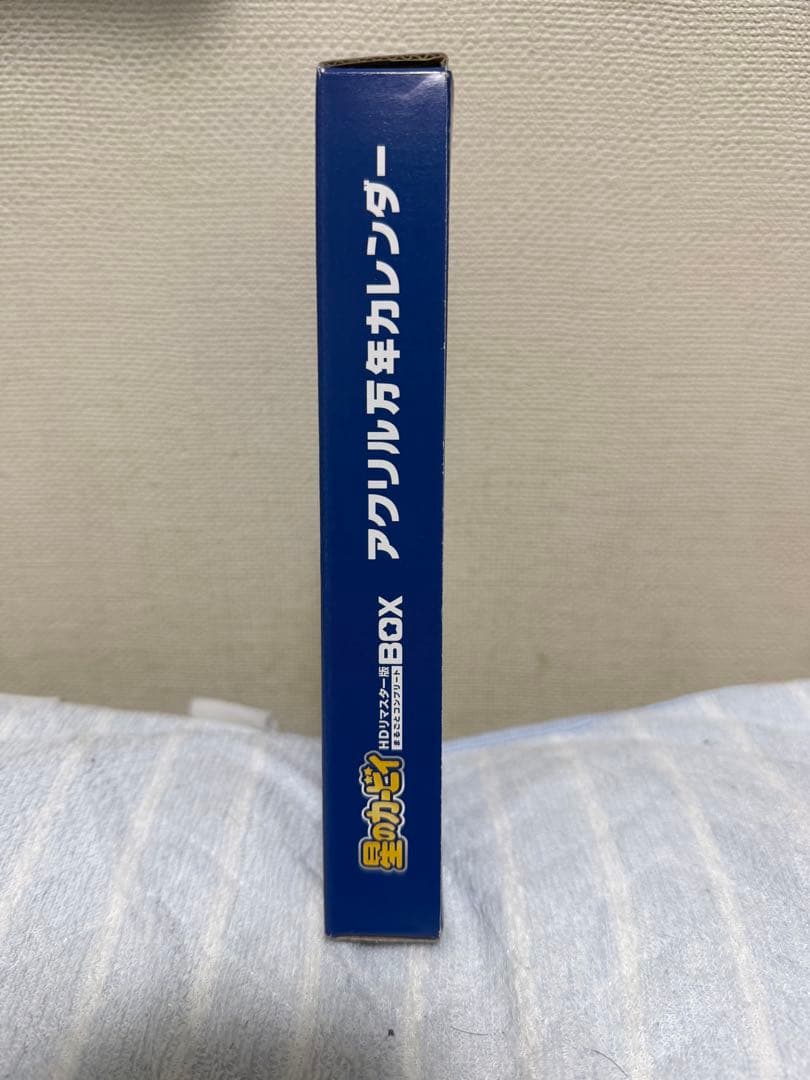 星のカービィ
HDリマスター版
まるごとコンプリート
BOX
アクリル万年カレンダー